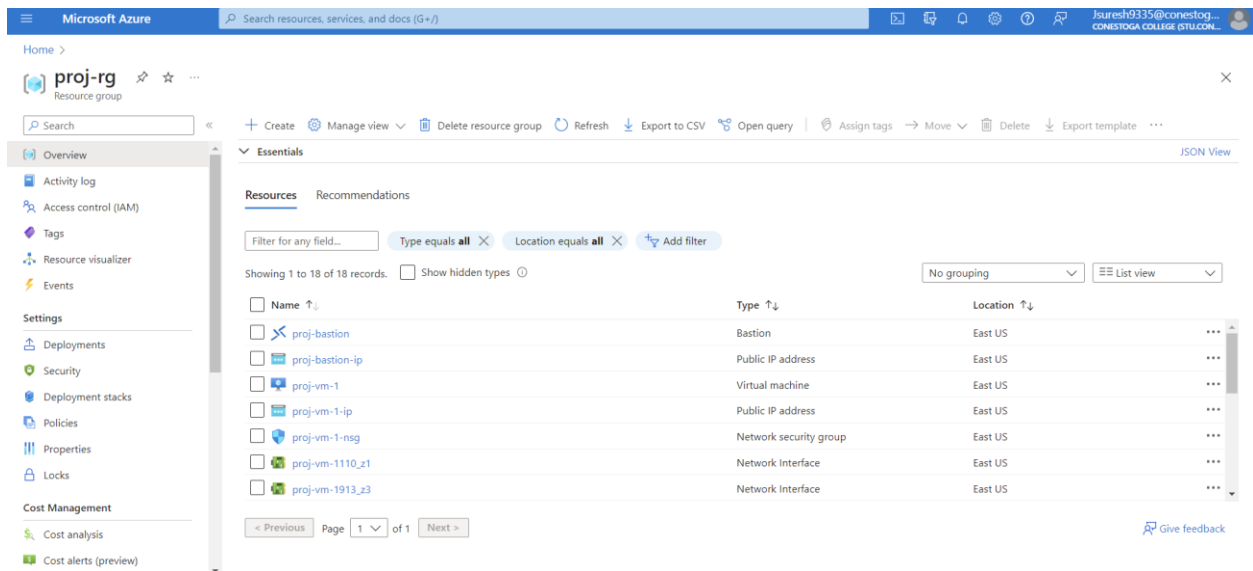 Microsoft Azure
Search resources, services, and docs (G+/)
Jsuresh9335@conestog...
CONESTOGA COLLEGE (STU.CON...
Home >
proj-rg
Resource group
Search
Create
Manage view
Delete resource group
Refresh
Export to CSV
Open query
Assign tags
Move
Delete
Export template
Overview
Activity log
Access control (IAM)
Tags
Resource visualizer
Events
Settings
Deployments
Security
Deployment stacks
Policies
Properties
Locks
Cost Management
Cost analysis
Cost alerts (preview)
Essentials
JSON View
Resources Recommendations
Filter for any field...
Type equals all
Location equals all
Add filter
Showing 1 to 18 of 18 records.
Show hidden types
No grouping
List view
Name Type Location
proj-bastion Bastion East US
proj-bastion-ip Public IP address East US
proj-vm-1 Virtual machine East US
proj-vm-1-ip Public IP address East US
proj-vm-1-nsg Network security group East US
proj-vm-1110_z1 Network Interface East US
proj-vm-1913_z3 Network Interface East US
< Previous Page 1 of 1 Next >
Give feedback